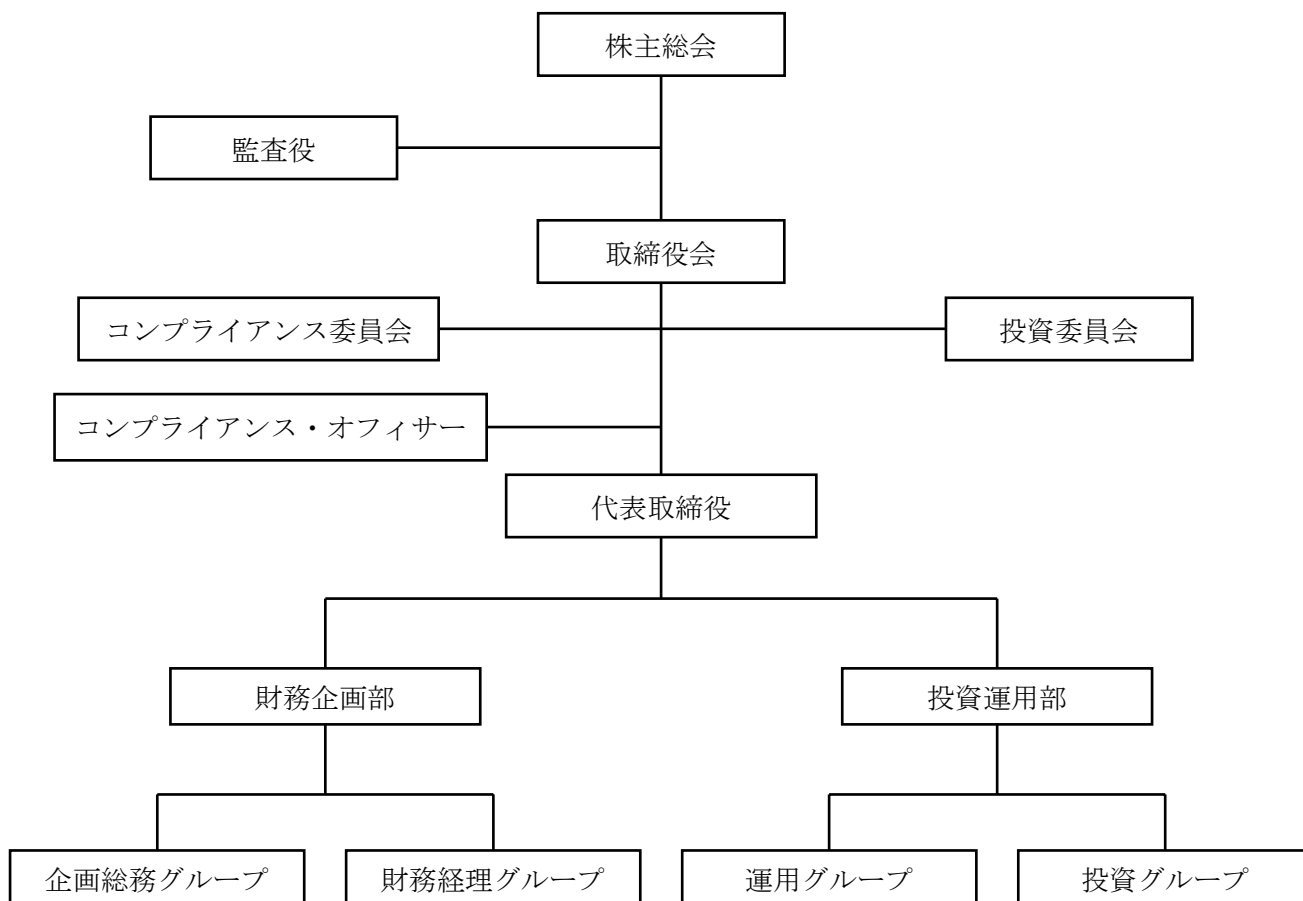 株主総会
監査役
取締役会
コンプライアンス委員会
投資委員会
コンプライアンス・オフィサー
代表取締役
財務企画部
投資運用部
企画総務グループ
財務経理グループ
運用グループ
投資グループ